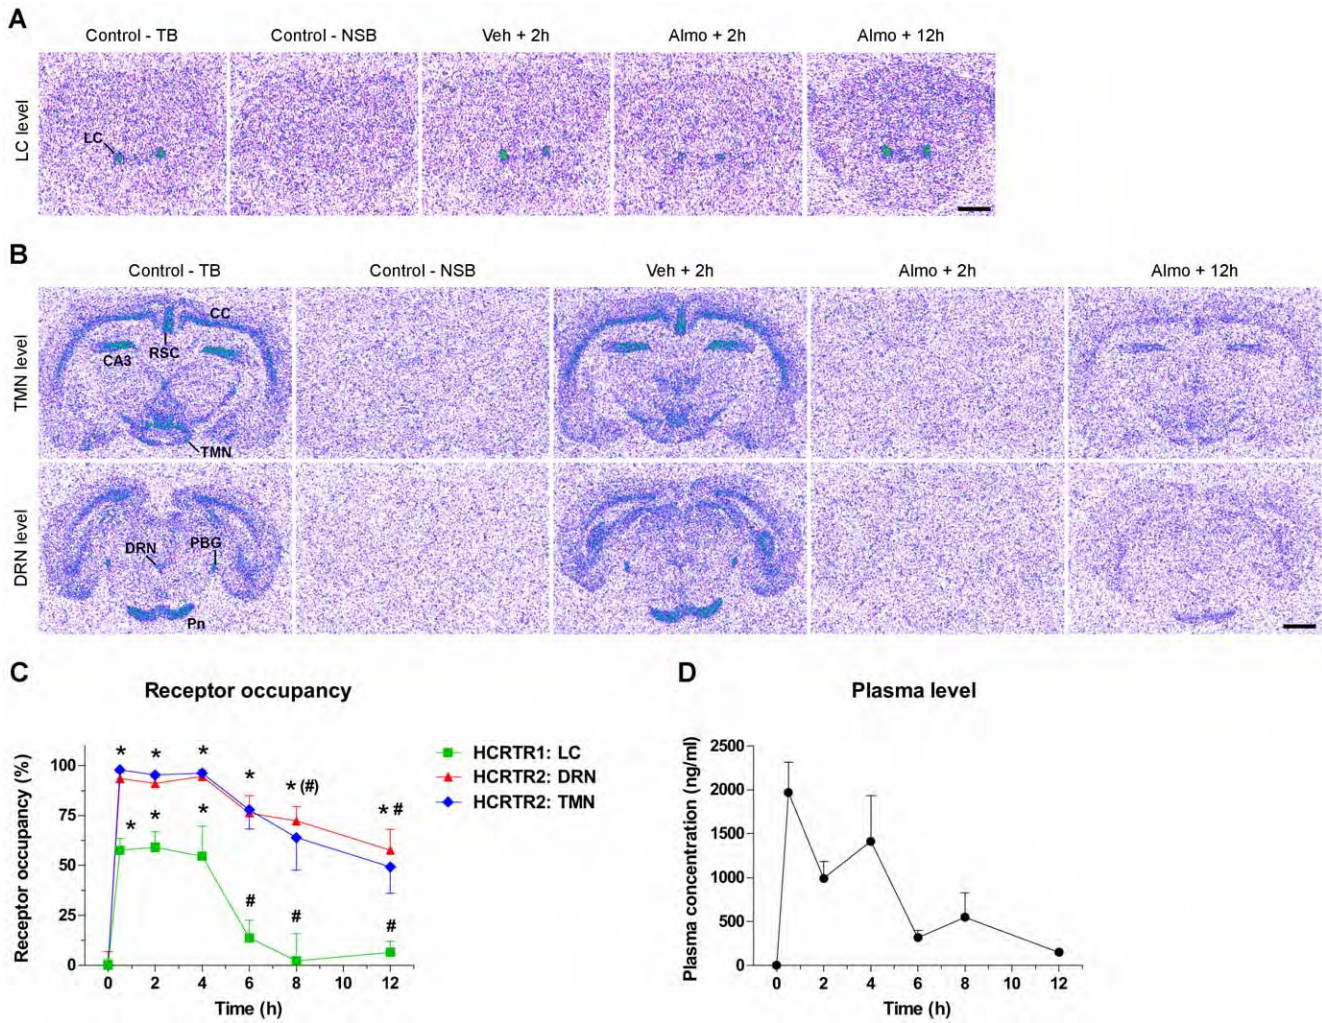 A
Control - TB Control - NSB Veh + 2h Almo + 2h Almo + 12h
LC level
LC
B
Control - TB Control - NSB Veh + 2h Almo + 2h Almo + 12h
TMN level
CC
RSC
CA3
TMN
DRN level
DRN
PBG
Pn
C
Receptor occupancy
Receptor occupancy (%)
100
75
50
25
0
* * * * * (#) * #
* * * # # #
0 2 4 6 8 10 12
Time (h)
HCRTR1: LC
HCRTR2: DRN
HCRTR2: TMN
D
Plasma level
Plasma concentration (ng/ml)
2500
2000
1500
1000
500
0
0 2 4 6 8 10 12
Time (h)